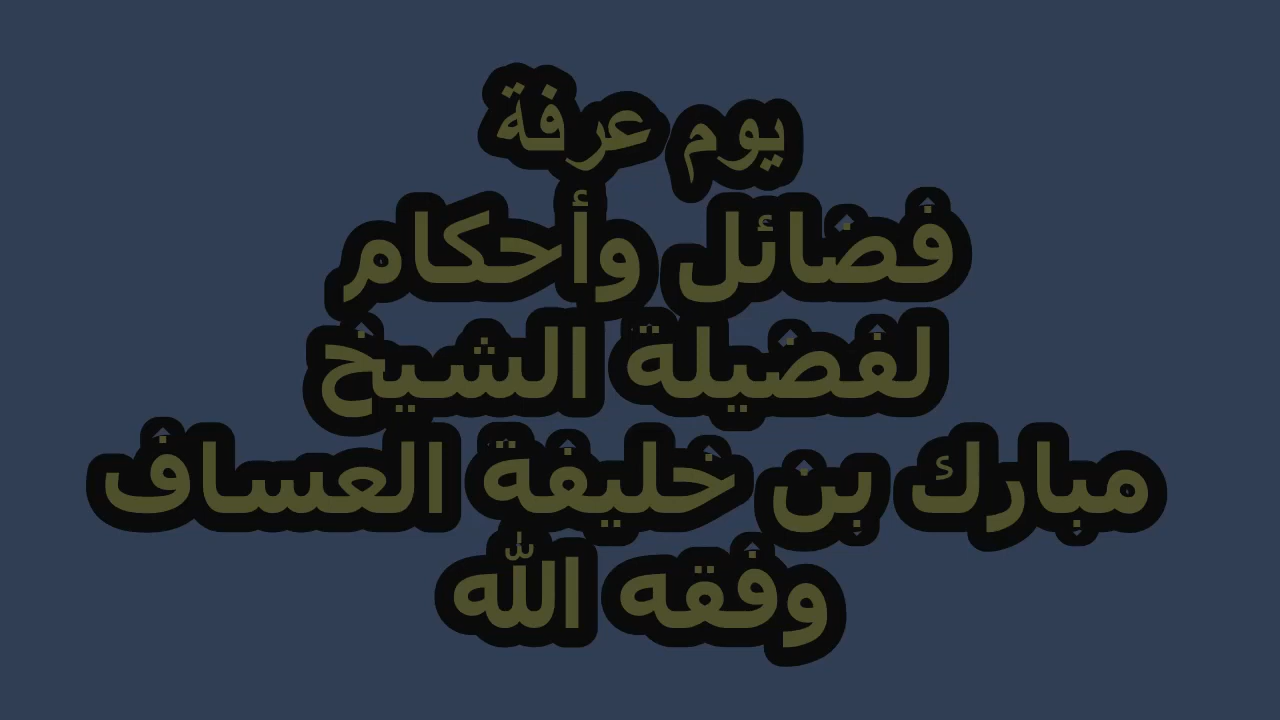 يوم عرفة
فضائل وأحكام
لفضيلة الشيخ
مبارك بن خليفة العساف
وفقه الله